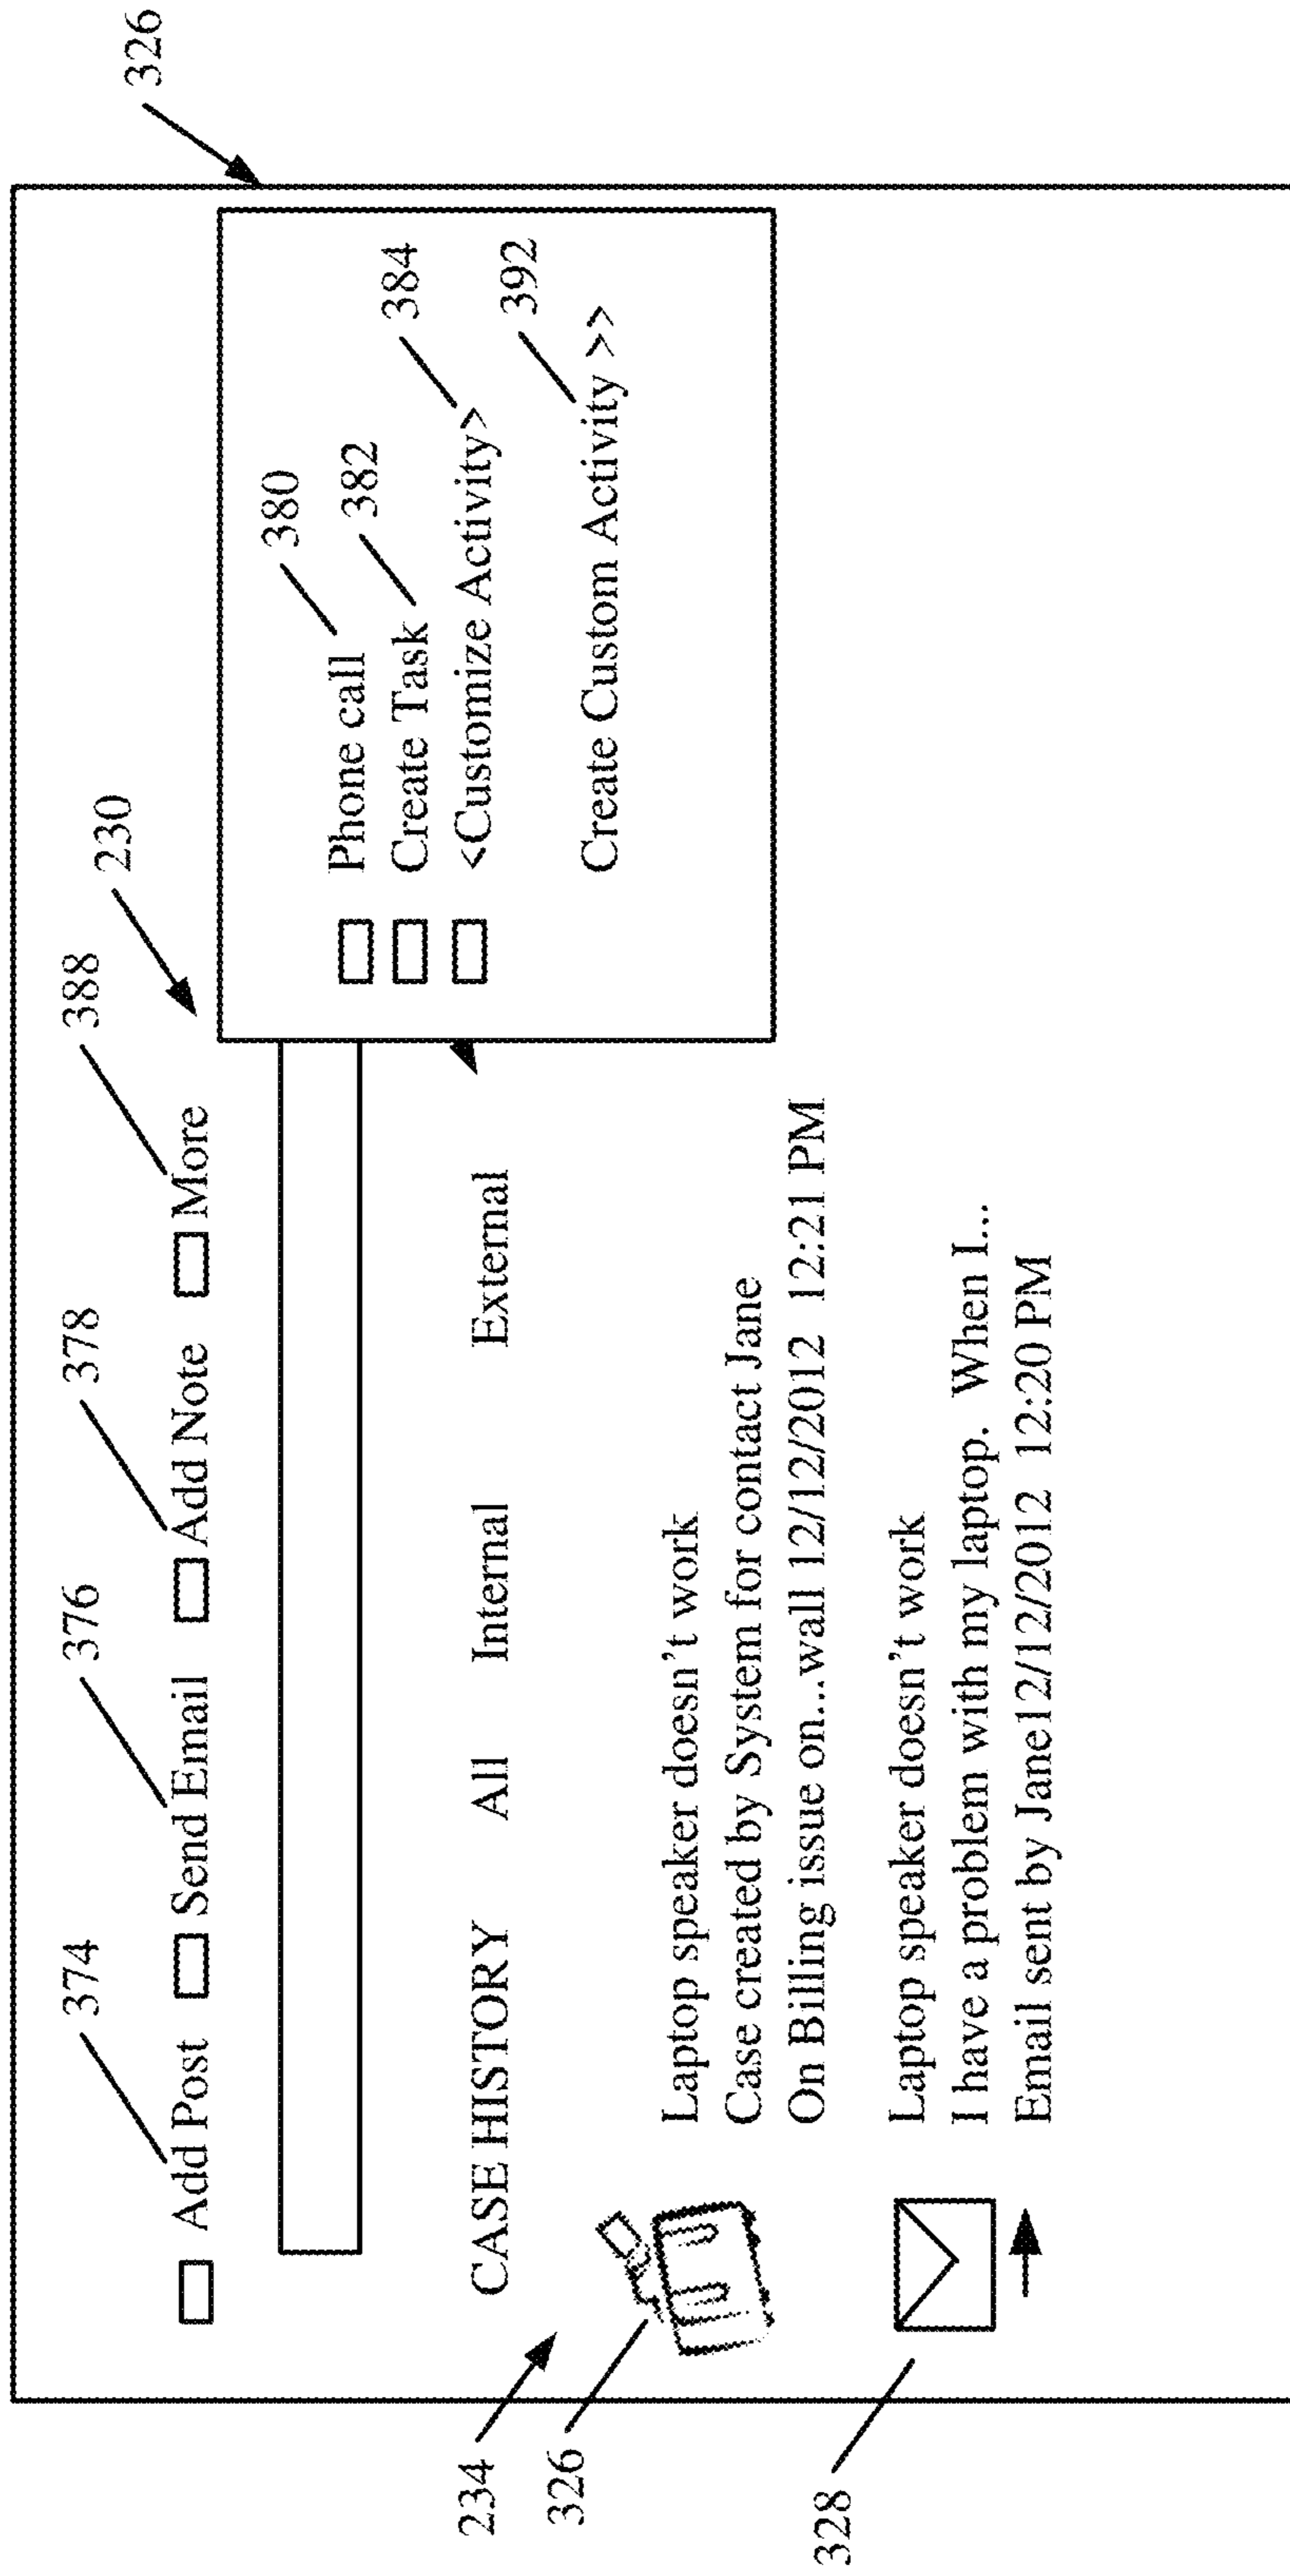 326
374 376 378 388 230
Add Post Send Email Add Note More
380
Phone call
382
Create Task
384
<Customize Activity>
392
Create Custom Activity >>
CASE HISTORY All Internal External
234
326
Laptop speaker doesn't work
Case created by System for contact Jane
On Billing issue on...wall 12/12/2012 12:21 PM
328
Laptop speaker doesn't work
I have a problem with my laptop. When I...
Email sent by Jane12/12/2012 12:20 PM